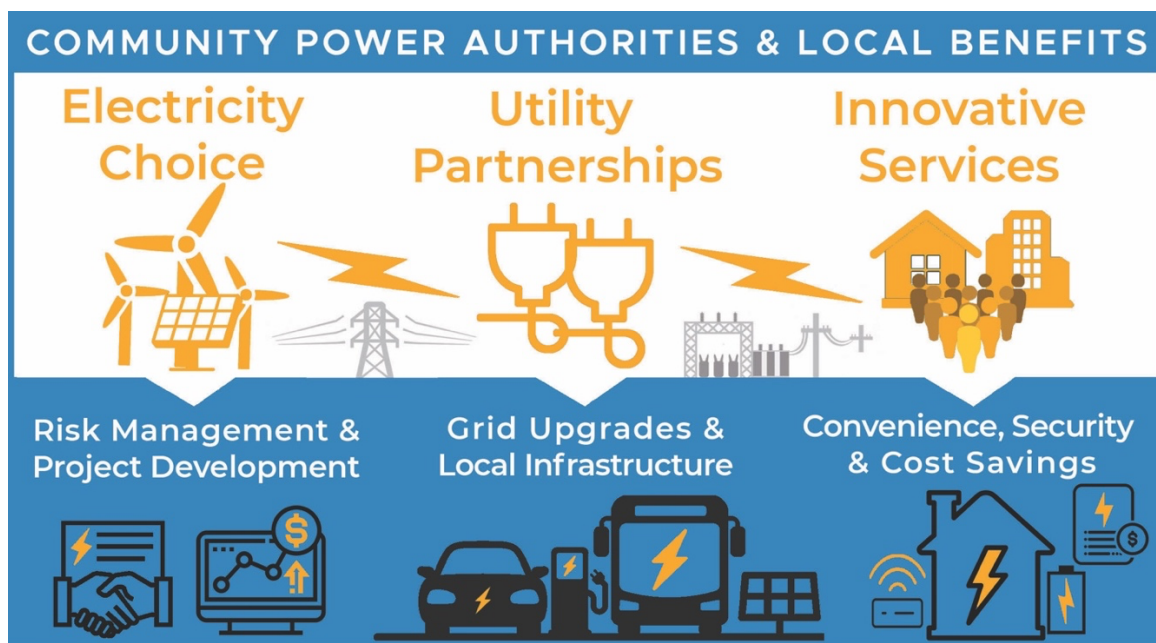 COMMUNITY POWER AUTHORITIES & LOCAL BENEFITS
Electricity
Choice
Utility
Partnerships
Innovative
Services
Risk Management &
Project Development
$
Grid Upgrades &
Local Infrastructure
Convenience, Security
& Cost Savings
$